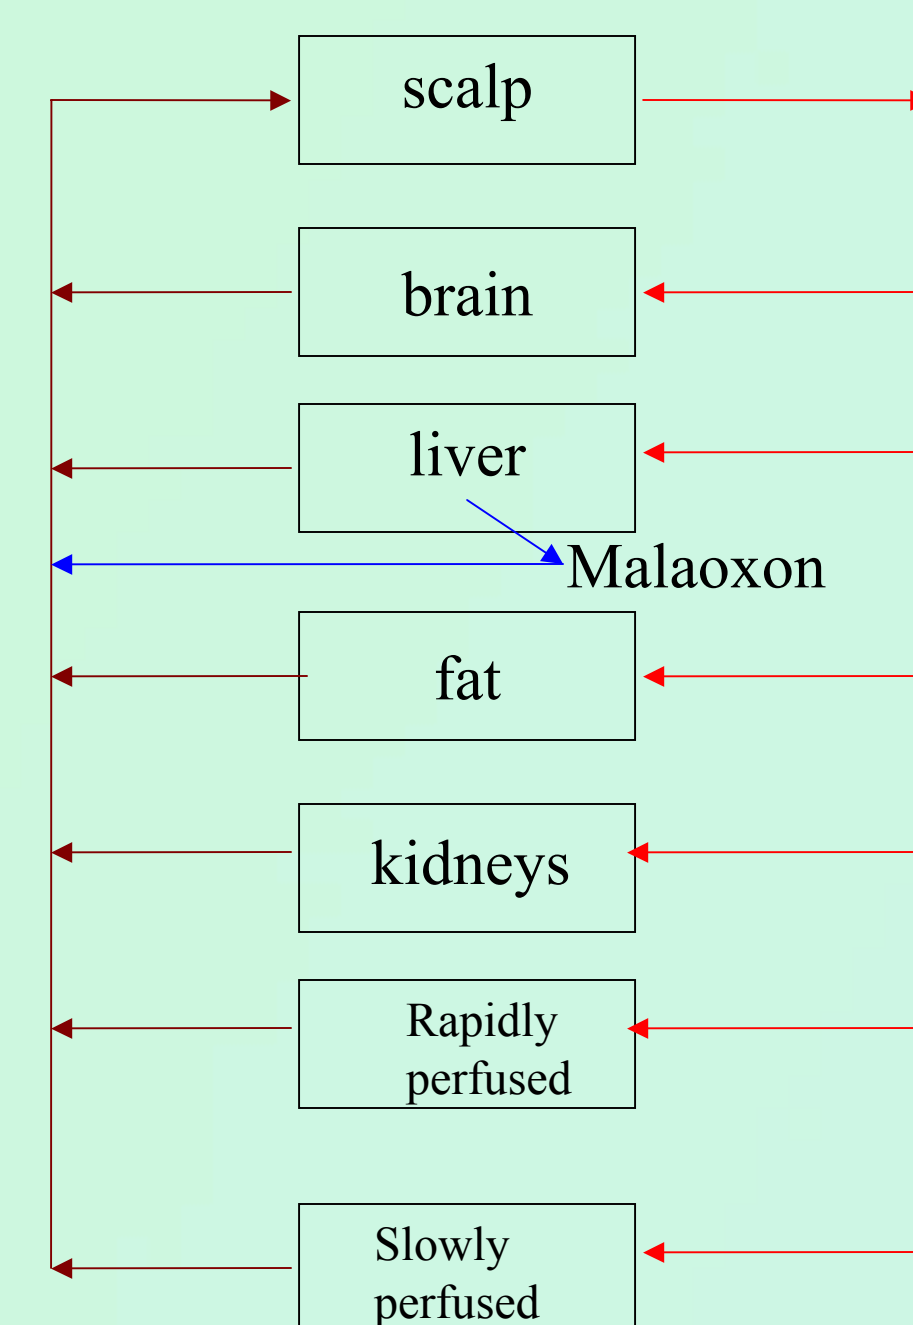 scalp
brain
liver
Malaoxon
fat
kidneys
Rapidly
perfused
Slowly
perfused